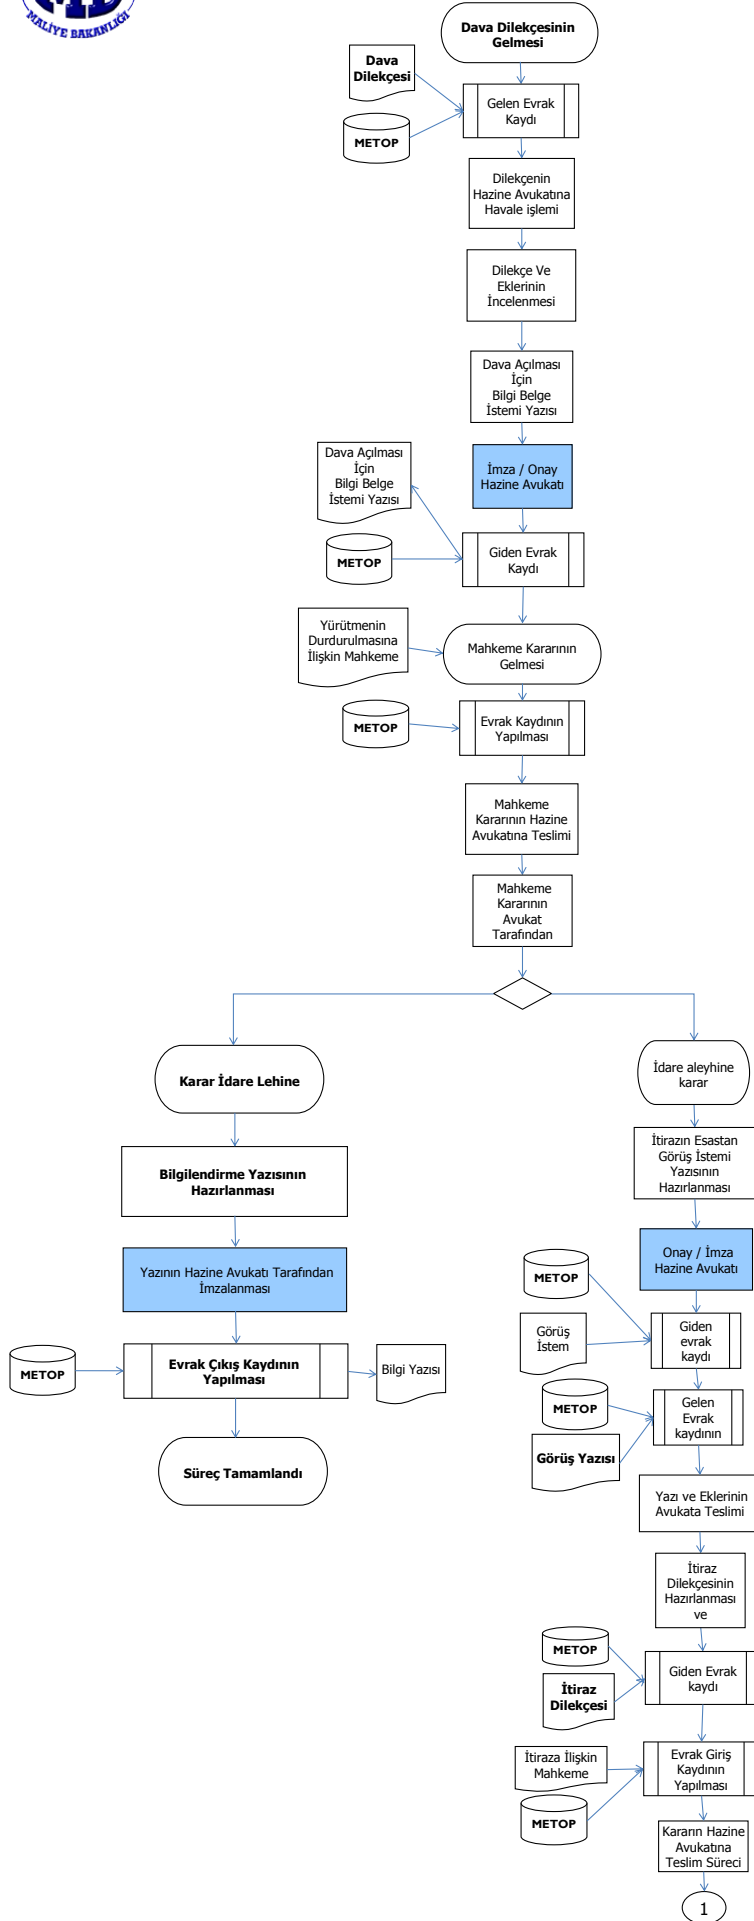 MALİYE BAKANLIĞI
Dava Dilekçesinin
Gelmesi
Dava
Dilekçesi
METOP
Gelen Evrak
Kaydı
Dilekçenin
Hazine Avukatına
Havale işlemi
Dilekçe Ve
Eklerinin
İncelenmesi
Dava Açılması
İçin
Bilgi Belge
İstemi Yazısı
Dava Açılması
İçin
Bilgi Belge
İstemi Yazısı
İmza / Onay
Hazine Avukatı
METOP
Giden Evrak
Kaydı
Yürütmenin
Durdurulmasına
İlişkin Mahkeme
Mahkeme Kararının
Gelmesi
METOP
Evrak Kaydının
Yapılması
Mahkeme
Kararının Hazine
Avukatına Teslimi
Mahkeme
Kararının
Avukat
Tarafından
Karar İdare Lehine
Bilgilendirme Yazısının
Hazırlanması
Yazının Hazine Avukatı Tarafından
İmzalanması
METOP
Evrak Çıkış Kaydının
Yapılması
Bilgi Yazısı
Süreç Tamamlandı
İdare aleyhine
karar
İtirazın Esastan
Görüş İstemi
Yazısının
Hazırlanması
Onay / İmza
Hazine Avukatı
METOP
Görüş
İstem
Giden
evrak
kaydı
METOP
Görüş Yazısı
Gelen
Evrak
kaydının
Yazı ve Eklerinin
Avukata Teslimi
İtiraz
Dilekçesinin
Hazırlanması
ve
METOP
İtiraz
Dilekçesi
Giden Evrak
kaydı
İtiraza İlişkin
Mahkeme
METOP
Evrak Giriş
Kaydının
Yapılması
Kararın Hazine
Avukatına
Teslim Süreci
1